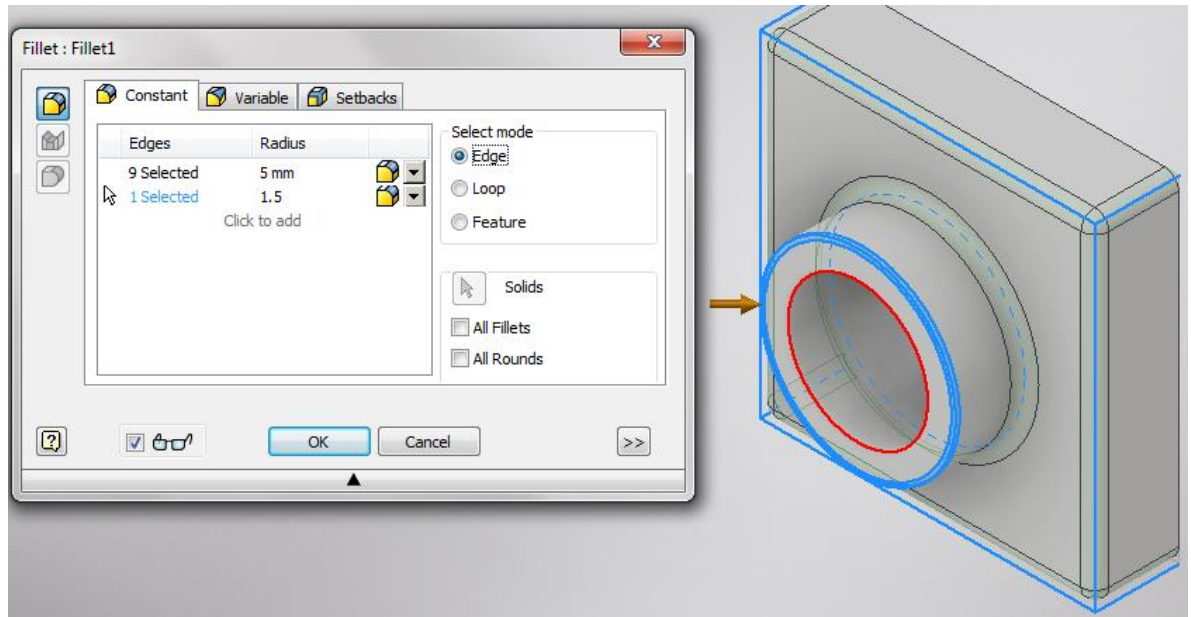 Fillet : Fillet1
Constant Variable Setbacks
Edges Radius
9 Selected 5 mm
1 Selected 1.5
Click to add
Select mode
Edge
Loop
Feature
Solids
All Fillets
All Rounds
? OK Cancel >>